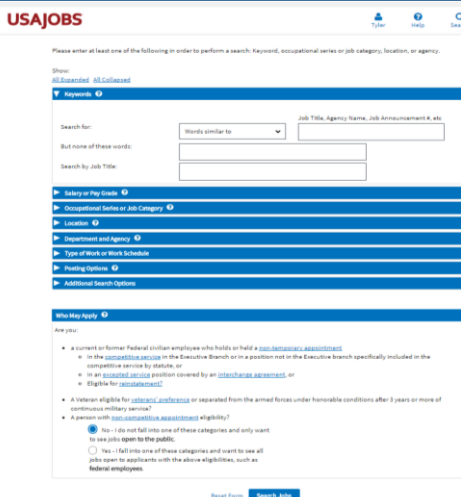 USAJOBS
Tyler
Help
Please enter at least one of the following in order to perform a search: Keyword, occupational series or job category, location, or agency.
Show:
All Expanded All Collapsed
Keywords
Job Title, Agency Name, Job Announcement #, etc
Search for:
Words similar to
But none of these words:
Search by Job Title:
Salary or Pay Grade
Occupational Series or Job Category
Location
Department and Agency
Type of Work or Work Schedule
Posting Options
Additional Search Options
Who May Apply
Are you:
a current or former Federal civilian employee who holds or held a non-temporary appointment
In the competitive service in the Executive Branch or in a position not in the Executive branch specifically included in the
competitive service by statute, or
In an excepted service position covered by an interchange agreement, or
Eligible for reinstatement?
A Veteran eligible for veterans' preference or separated from the armed forces under honorable conditions after 3 years or more of
continuous military service?
A person with non-competitive appointment eligibility?
No - I do not fall into one of these categories and only want
to see jobs open to the public.
Yes - I fall into one of these categories and want to see all
jobs open to applicants with the above eligibilities, such as
federal employees.
Reset Form Search Jobs